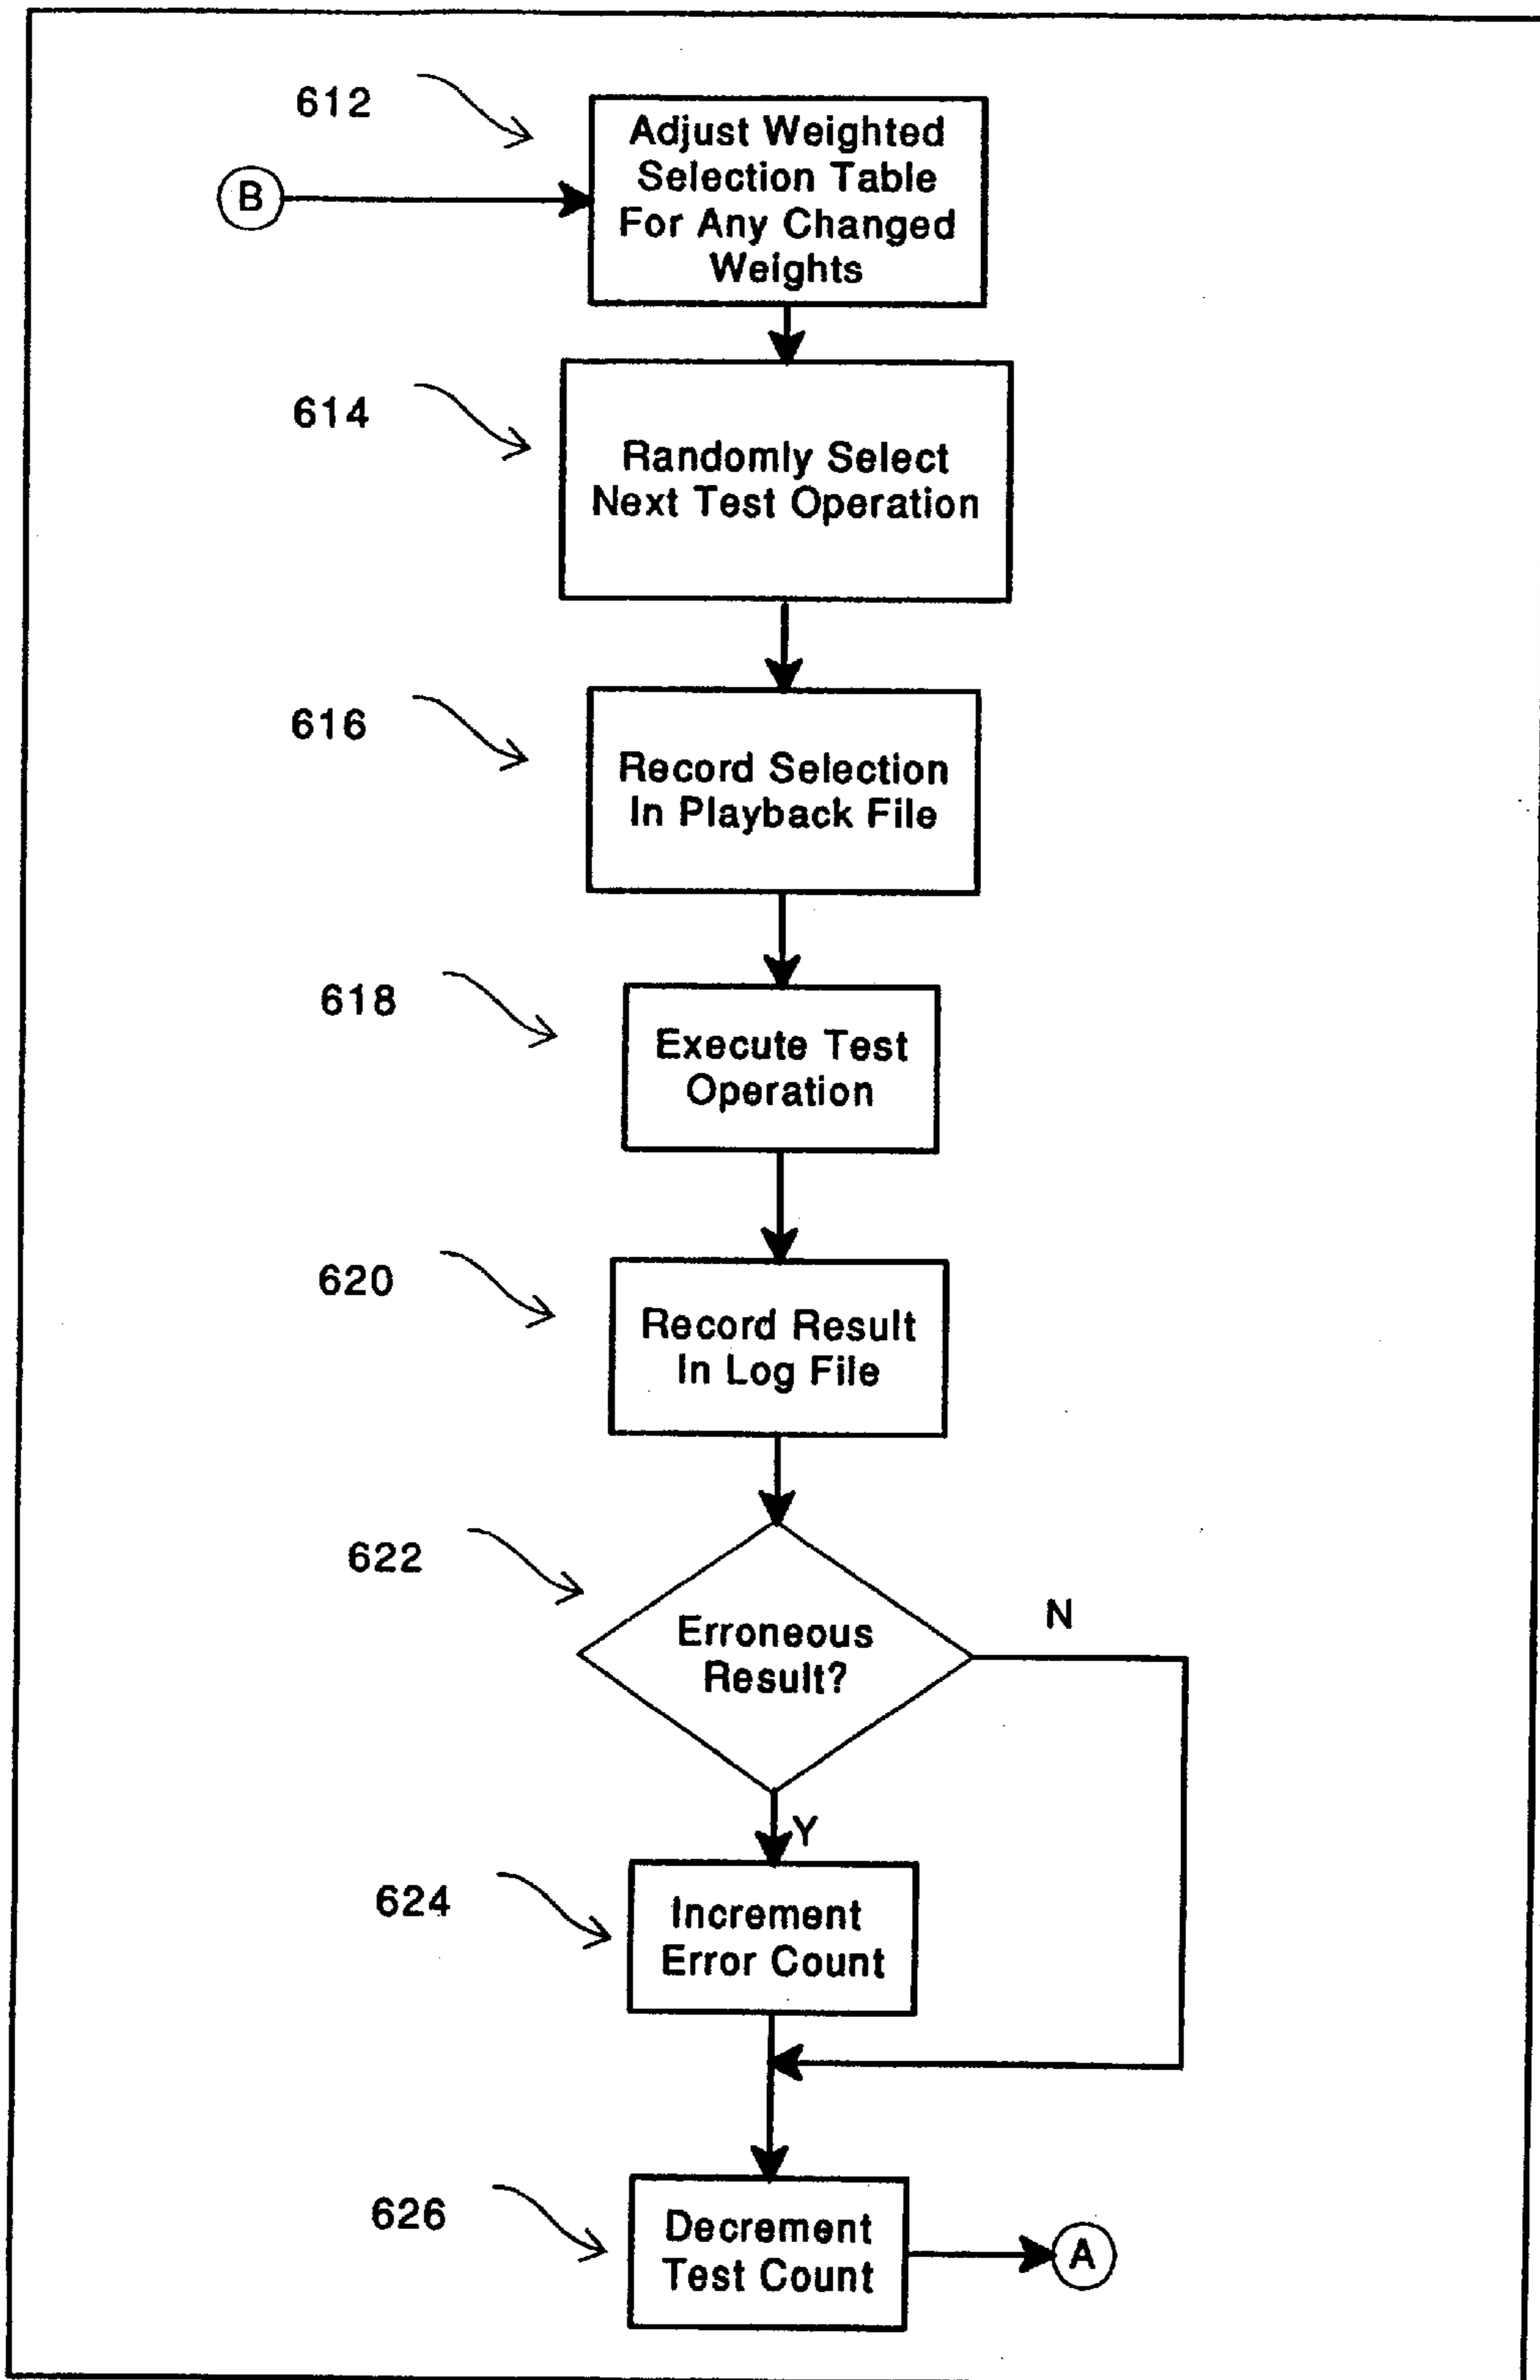 612
Adjust Weighted
Selection Table
For Any Changed
Weights
B
614
Randomly Select
Next Test Operation
616
Record Selection
In Playback File
618
Execute Test
Operation
620
Record Result
In Log File
622
Erroneous
Result?
N
Y
624
Increment
Error Count
626
Decrement
Test Count
A